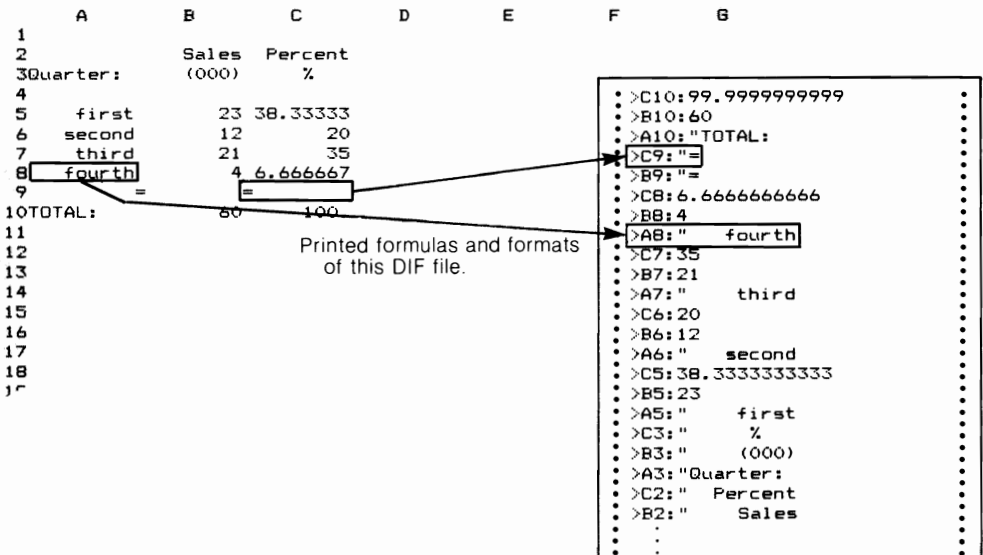 A B C D E F G
1
2 Sales Percent
3Quarter: (000) %
4
5 first 23 38.33333
6 second 12 20
7 third 21 35
8 fourth 4 6.666667
9 = =
10TOTAL: 60 100
11
12
13
14
15
16
17
18
Printed formulas and formats
of this DIF file.
>C10:99.9999999999
>B10:60
>A10:"TOTAL:
>C9:"=
>B9:"=
>C8:6.6666666666
>B8:4
>A8:" fourth
>C7:35
>B7:21
>A7:" third
>C6:20
>B6:12
>A6:" second
>C5:38.3333333333
>B5:23
>A5:" first
>C3:" %
>B3:" (000)
>A3:"Quarter:
>C2:" Percent
>B2:" Sales